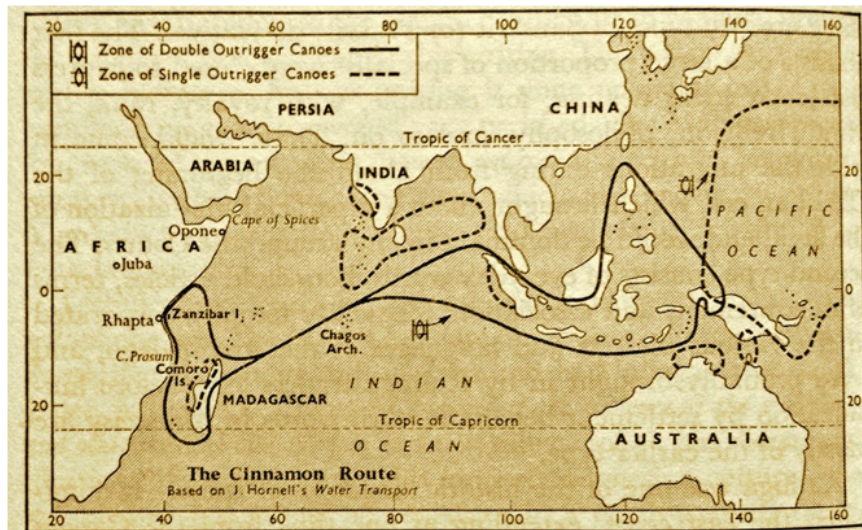 20 40 60 80 100 120 140 160
Zone of Double Outrigger Canoes
Zone of Single Outrigger Canoes
PERSIA
CHINA
Tropic of Cancer
ARABIA
INDIA
20
20
Cape of Spices
PACIFIC
Opone
AFRICA
OCEAN
Juba
0
0
Zanzibar I.
Rhapta
Chagos
Arch.
C. Prasum
Comoro
Is.
INDIAN
MADAGASCAR
20
20
Tropic of Capricorn
OCEAN
AUSTRALIA
The Cinnamon Route
Based on J. Hornell's Water Transport
20 40 60 80 100 120 140 160